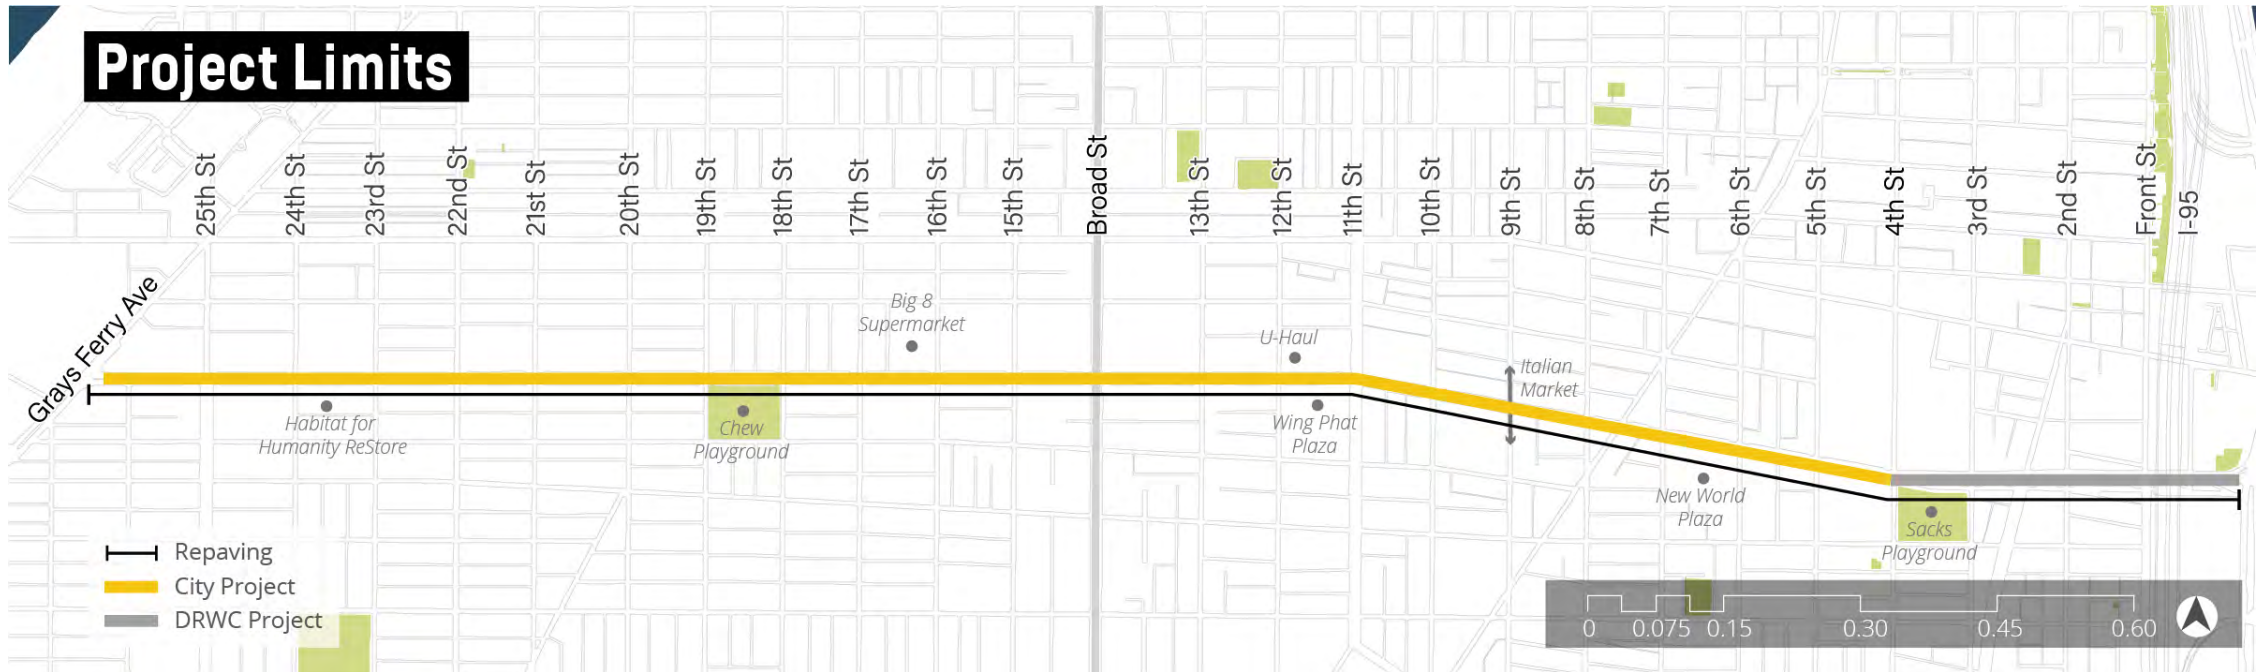 Project Limits
25th St
24th St
23rd St
22nd St
21st St
20th St
19th St
18th St
17th St
16th St
15th St
Broad St
13th St
12th St
11th St
10th St
9th St
8th St
7th St
6th St
5th St
4th St
3rd St
2nd St
Front St
I-95
Grays Ferry Ave
Big 8
Supermarket
U-Haul
Italian
Market
Habitat for
Humanity ReStore
Chew
Playground
Wing Phat
Plaza
New World
Plaza
Sacks
Playground
Repaving
City Project
DRWC Project
0 0.075 0.15 0.30 0.45 0.60